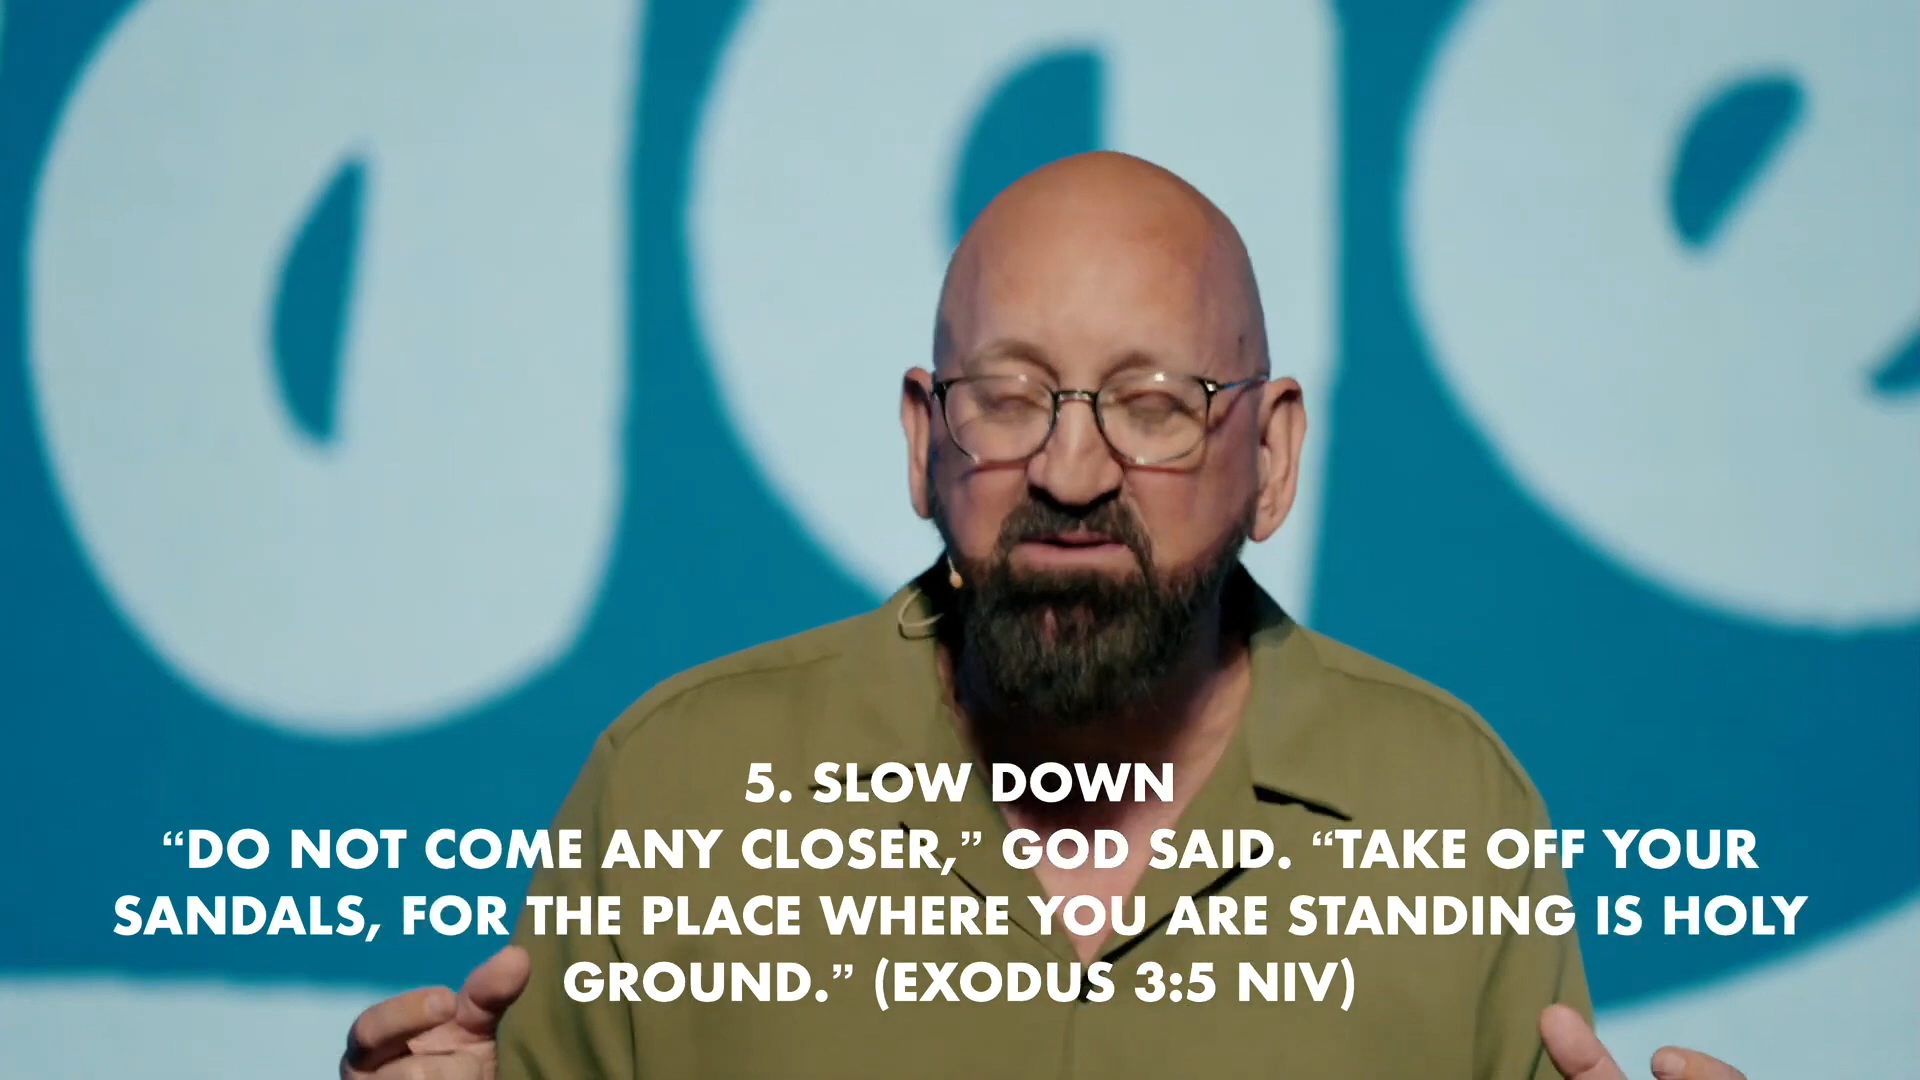 5. SLOW DOWN
“DO NOT COME ANY CLOSER,” GOD SAID. “TAKE OFF YOUR
SANDALS, FOR THE PLACE WHERE YOU ARE STANDING IS HOLY
GROUND.” (EXODUS 3:5 NIV)